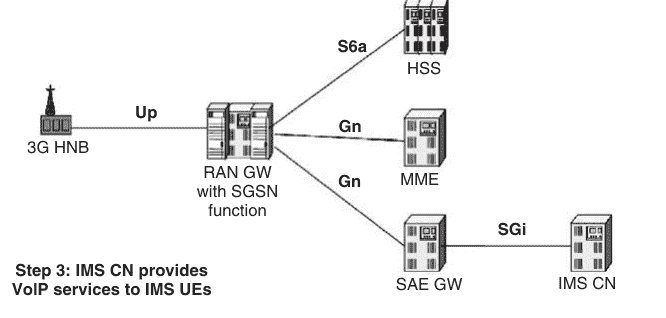 S6a
HSS
Up
Gn
3G HNB
RAN GW
with SGSN
function
MME
Gn
SGi
Step 3: IMS CN provides
VoIP services to IMS UEs
SAE GW
IMS CN